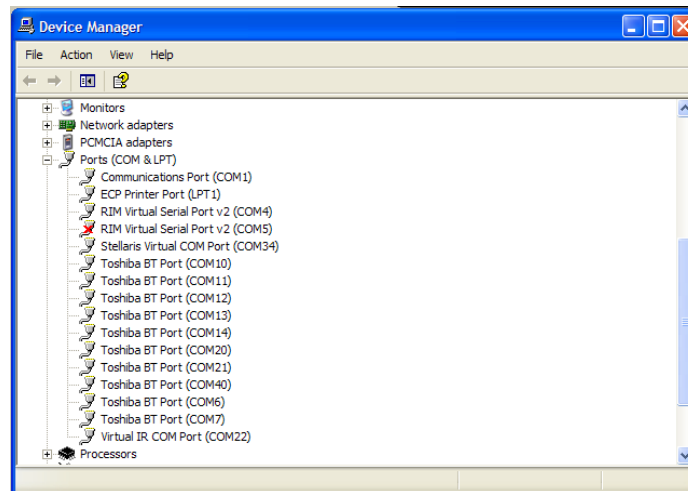 Device Manager
File Action View Help
Monitors
Network adapters
PCMCIA adapters
Ports (COM & LPT)
Communications Port (COM1)
ECP Printer Port (LPT1)
RIM Virtual Serial Port v2 (COM4)
RIM Virtual Serial Port v2 (COM5)
Stellaris Virtual COM Port (COM34)
Toshiba BT Port (COM10)
Toshiba BT Port (COM11)
Toshiba BT Port (COM12)
Toshiba BT Port (COM13)
Toshiba BT Port (COM14)
Toshiba BT Port (COM20)
Toshiba BT Port (COM21)
Toshiba BT Port (COM40)
Toshiba BT Port (COM6)
Toshiba BT Port (COM7)
Virtual IR COM Port (COM22)
Processors